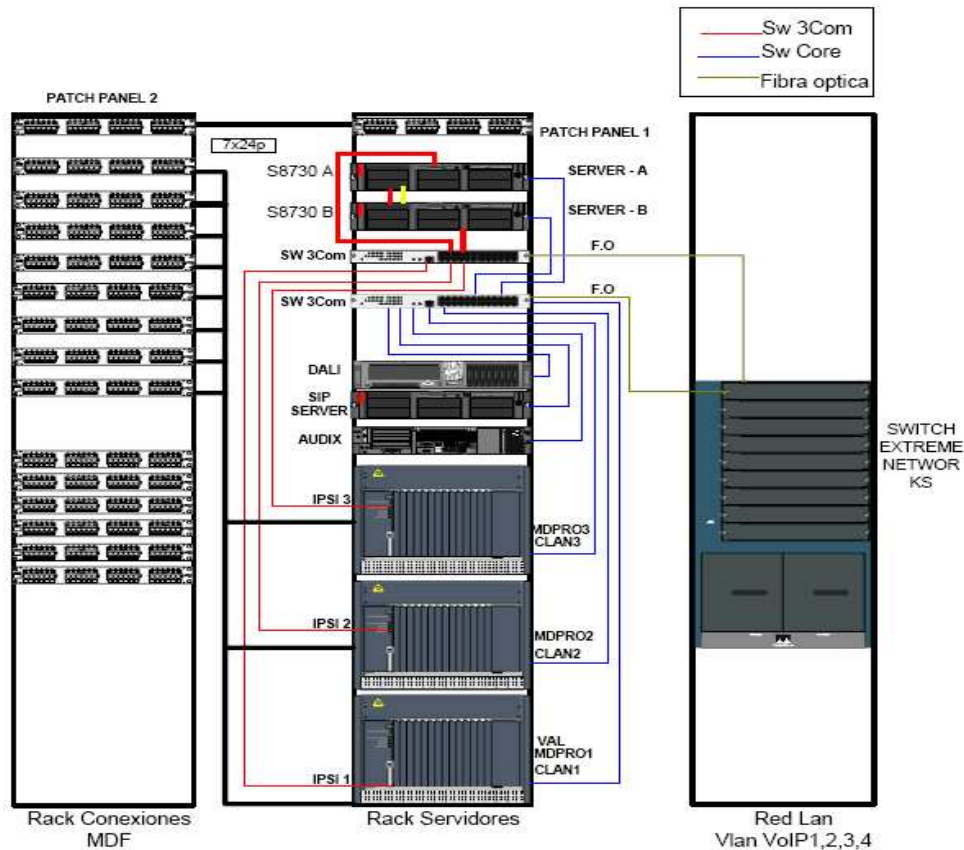 Sw 3Com
Sw Core
Fibra optica
PATCH PANEL 2
7x24p
PATCH PANEL 1
S8730 A
SERVER - A
S8730 B
SERVER - B
SW 3Com
F.O
SW 3Com
F.O
DALI
SIP
SERVER
AUDIX
SWITCH
EXTREME
NETWOR
KS
IPSI 3
MDPRO3
CLAN3
IPSI 2
MDPRO2
CLAN2
VAL
MDPRO1
CLAN1
IPSI 1
Rack Conexiones
MDF
Rack Servidores
Red Lan
Vlan VoIP1,2,3,4